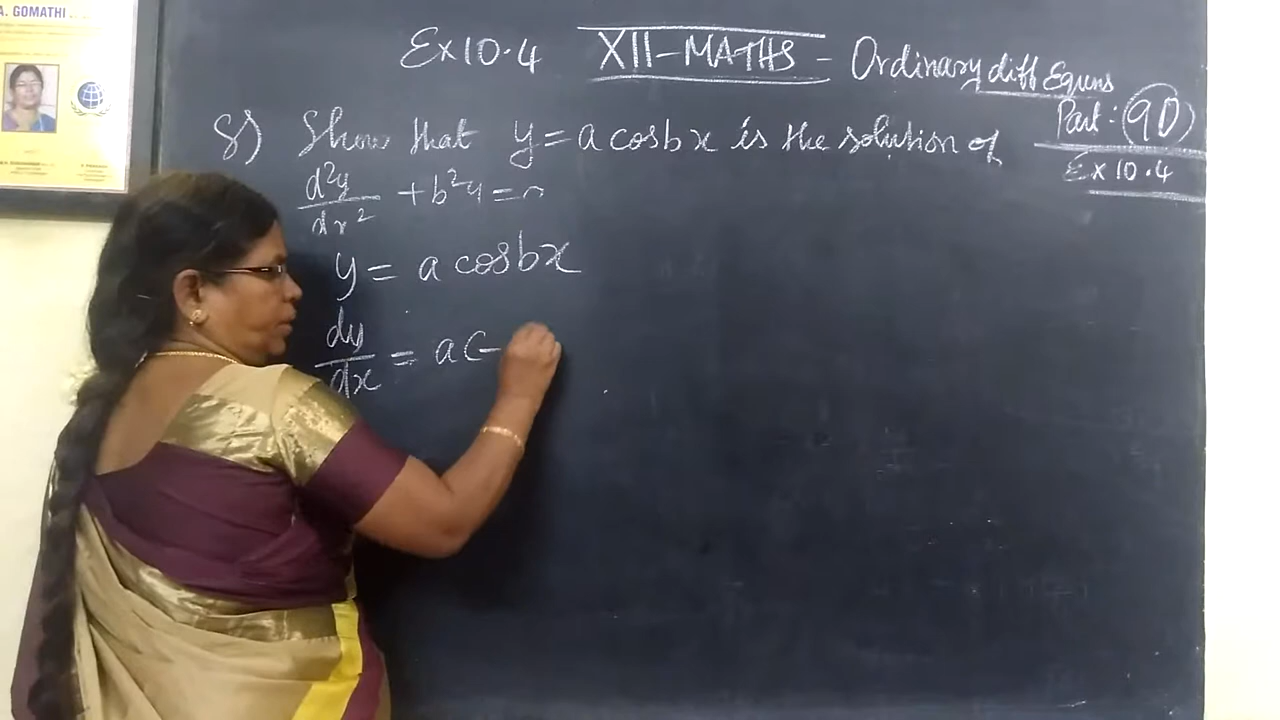 A. GOMATHI
Ex 10.4 XII-MATHS - Ordinary diff Equns
Part: 9D
Ex 10.4
8) Show that y = a cos bx is the solution of
d²y/dx² + b²y = 0
y = a cos bx
dy/dx = a (-